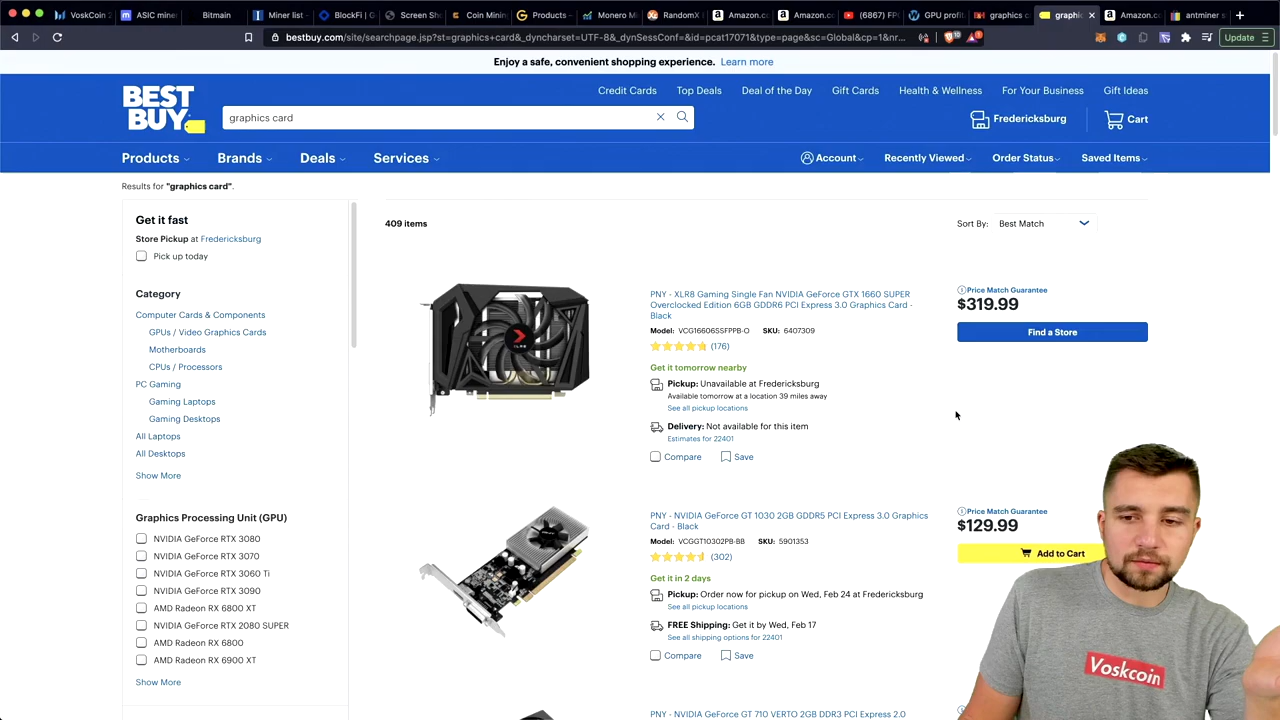 VoskCoin 2
ASIC miner
Bitmain
Miner list -
BlockFi | C
Screen Sho
Coin Mining
Products -
Monero Mi
RandomX
Amazon.co
Amazon.co
(6867) FPG
GPU profit
graphics c
graphic
Amazon.co
antminer s
bestbuy.com/site/searchpage.jsp?st=graphics+card&_dyncharset=UTF-8&_dynSessConf=&id=pcat17071&type=page&sc=Global&cp=1&nr...
Update
Enjoy a safe, convenient shopping experience. Learn more
Credit Cards Top Deals Deal of the Day Gift Cards Health & Wellness For Your Business Gift Ideas
BEST
BUY
graphics card
Fredericksburg
Cart
Products Brands Deals Services
Account Recently Viewed Order Status Saved Items
Results for "graphics card".
Get it fast
Store Pickup at Fredericksburg
Pick up today
Category
Computer Cards & Components
GPUs / Video Graphics Cards
Motherboards
CPUs / Processors
PC Gaming
Gaming Laptops
Gaming Desktops
All Laptops
All Desktops
Show More
Graphics Processing Unit (GPU)
NVIDIA GeForce RTX 3080
NVIDIA GeForce RTX 3070
NVIDIA GeForce RTX 3060 Ti
NVIDIA GeForce RTX 3090
AMD Radeon RX 6800 XT
NVIDIA GeForce RTX 2080 SUPER
AMD Radeon RX 6800
AMD Radeon RX 6900 XT
Show More
409 items
Sort By: Best Match
PNY - XLR8 Gaming Single Fan NVIDIA GeForce GTX 1660 SUPER
Overclocked Edition 6GB GDDR6 PCI Express 3.0 Graphics Card -
Black
Model: VCG16606SSFPPB-O SKU: 6407309
(176)
Get it tomorrow nearby
Pickup: Unavailable at Fredericksburg
Available tomorrow at a location 39 miles away
See all pickup locations
Delivery: Not available for this item
Estimates for 22401
Compare Save
Price Match Guarantee
$319.99
Find a Store
PNY - NVIDIA GeForce GT 1030 2GB GDDR5 PCI Express 3.0 Graphics
Card - Black
Model: VCGGT10302PB-BB SKU: 5901353
(302)
Get it in 2 days
Pickup: Order now for pickup on Wed, Feb 24 at Fredericksburg
See all pickup locations
FREE Shipping: Get it by Wed, Feb 17
See all shipping options for 22401
Compare Save
Price Match Guarantee
$129.99
Add to Cart
PNY - NVIDIA GeForce GT 710 VERTO 2GB DDR3 PCI Express 2.0
Voskcoin